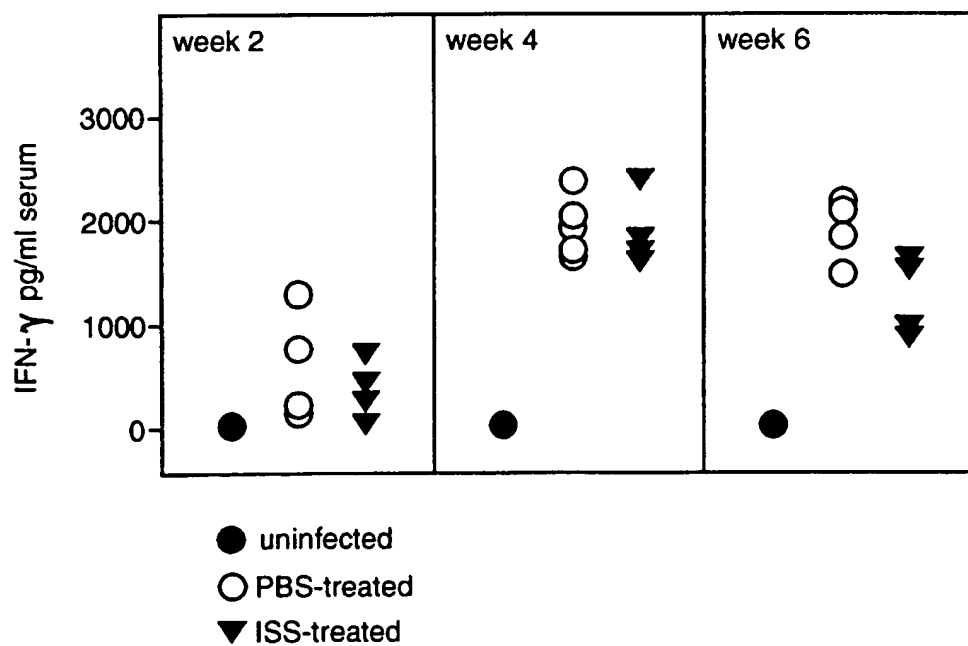 week 2
week 4
week 6
IFN-γ pg/ml serum
3000
2000
1000
0
uninfected
PBS-treated
ISS-treated